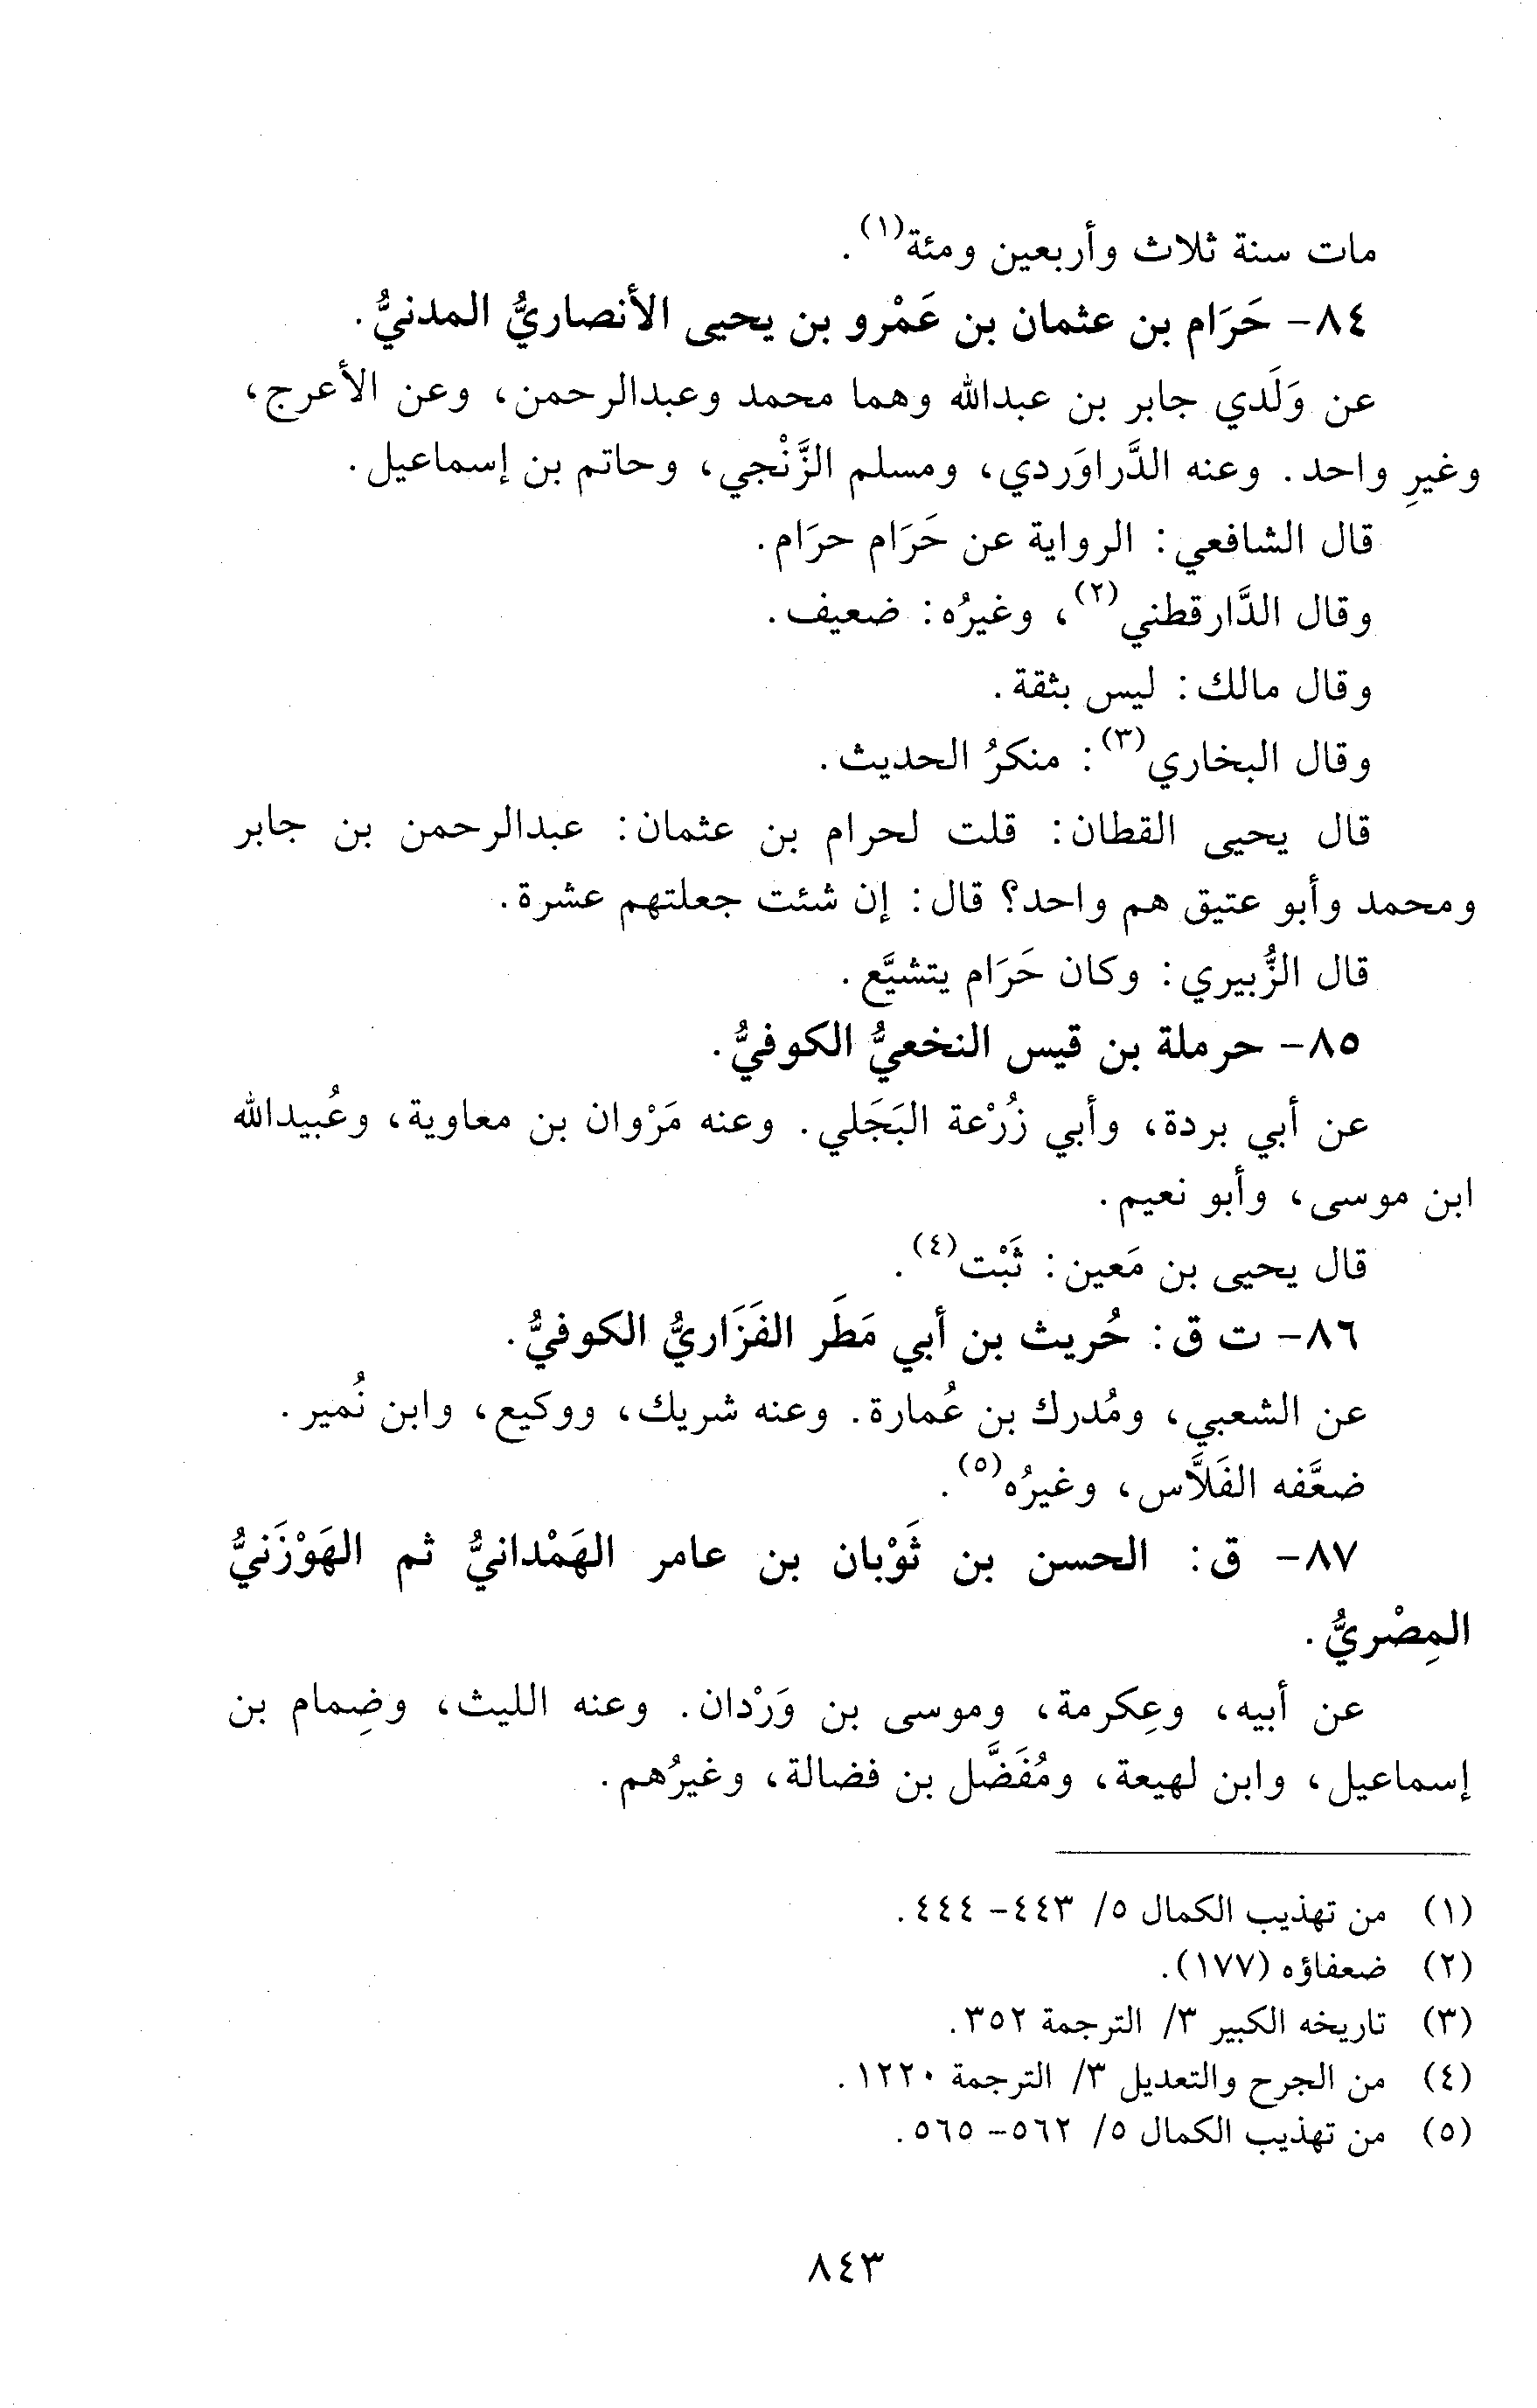 مات سنة ثلاث وأربعين ومئة(١).
٨٤- حَرَام بن عثمان بن عَمْرو بن يحيى الأنصاريُّ المدنيُّ.
عن وَلَدي جابر بن عبدالله وهما محمد وعبدالرحمن، وعن الأعرج،
وغيرِ واحد. وعنه الدَّراوَردي، ومسلم الزَّنْجي، وحاتم بن إسماعيل.
قال الشافعي: الرواية عن حَرَام حرَام.
وقال الدَّارقطني(٢)، وغيرُه: ضعيف.
وقال مالك: ليس بثقة.
وقال البخاري(٣): منكرُ الحديث.
قال يحيى القطان: قلت لحرام بن عثمان: عبدالرحمن بن جابر
ومحمد وأبو عتيق هم واحد؟ قال: إن شئت جعلتهم عشرة.
قال الزُّبيري: وكان حَرَام يتشيَّع.
٨٥- حرملة بن قيس النخعيُّ الكوفيُّ.
عن أبي بردة، وأبي زُرْعة البَجَلي. وعنه مَرْوان بن معاوية، وعُبيدالله
ابن موسى، وأبو نعيم.
قال يحيى بن مَعين: ثَبْت(٤).
٨٦- ت ق: حُريث بن أبي مَطَر الفَزَاريُّ الكوفيُّ.
عن الشعبي، ومُدرك بن عُمارة. وعنه شريك، ووكيع، وابن نُمير.
ضعَّفه الفَلاَّس، وغيرُه(٥).
٨٧- ق: الحسن بن ثَوْبان بن عامر الهَمْدانيُّ ثم الهَوْزَنيُّ
المِصْريُّ.
عن أبيه، وعِكرمة، وموسى بن وَرْدان. وعنه الليث، وضِمام بن
إسماعيل، وابن لهيعة، ومُفَضَّل بن فضالة، وغيرُهم.
(١) من تهذيب الكمال ٥/ ٤٤٣- ٤٤٤.
(٢) ضعفاؤه (١٧٧).
(٣) تاريخه الكبير ٣/ الترجمة ٣٥٢.
(٤) من الجرح والتعديل ٣/ الترجمة ١٢٢٠.
(٥) من تهذيب الكمال ٥/ ٥٦٢- ٥٦٥.
٨٤٣